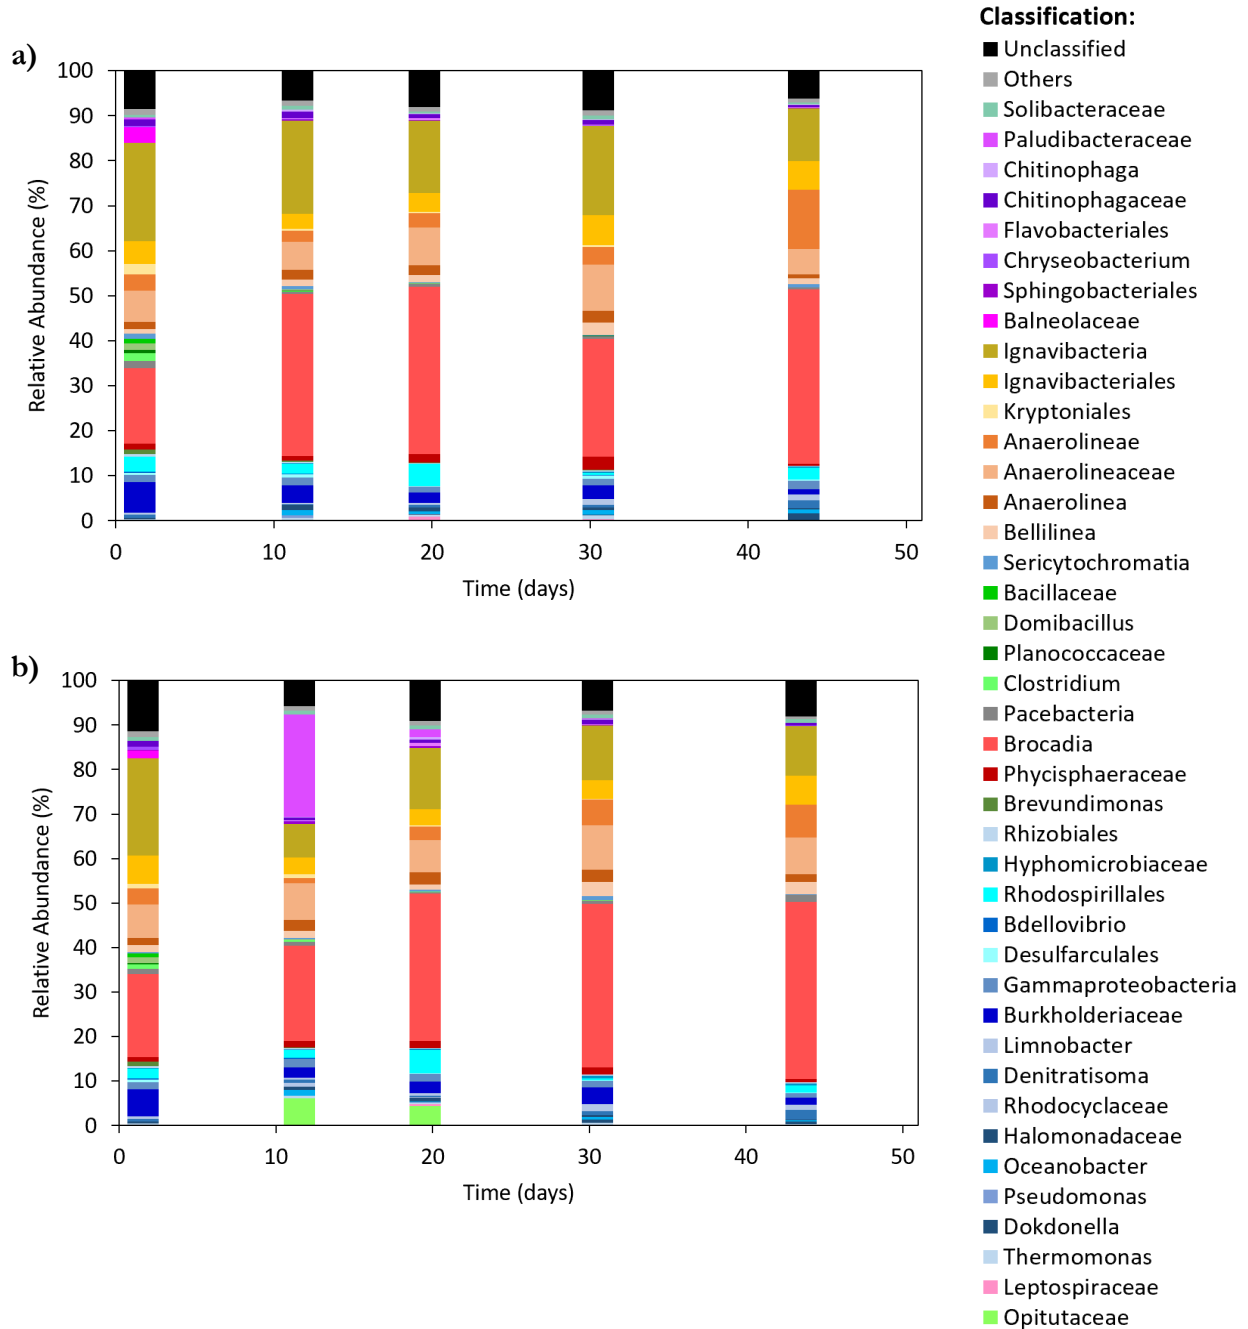 a)
100
90
80
70
60
50
40
30
20
10
0
Relative Abundance (%)
0 10 20 30 40 50
Time (days)
b)
100
90
80
70
60
50
40
30
20
10
0
Relative Abundance (%)
0 10 20 30 40 50
Time (days)
Classification:
Unclassified
Others
Solibacteraceae
Paludibacteraceae
Chitinophaga
Chitinophagaceae
Flavobacteriales
Chryseobacterium
Sphingobacteriales
Balneolaceae
Ignavibacteria
Ignavibacteriales
Kryptoniales
Anaerolineae
Anaerolineaceae
Anaerolinea
Bellilinea
Sericytochromatia
Bacillaceae
Domibacillus
Planococcaceae
Clostridium
Pacebacteria
Brocadia
Phycisphaeraceae
Brevundimonas
Rhizobiales
Hyphomicrobiaceae
Rhodospirillales
Bdellovibrio
Desulfarculales
Gammaproteobacteria
Burkholderiaceae
Limnobacter
Denitratisoma
Rhodocyclaceae
Halomonadaceae
Oceanobacter
Pseudomonas
Dokdonella
Thermomonas
Leptospiraceae
Opitutaceae